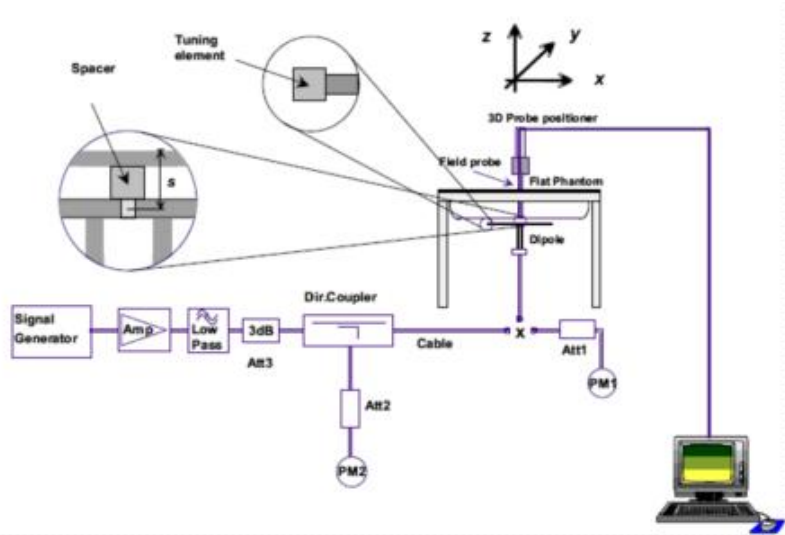 Tuning
element
Spacer
s
z
y
x
3D Probe positioner
Field probe
Flat Phantom
Dipole
Dir.Coupler
Signal
Generator
Amp
Low
Pass
3dB
Att3
Cable
x
Att1
PM1
Att2
PM2